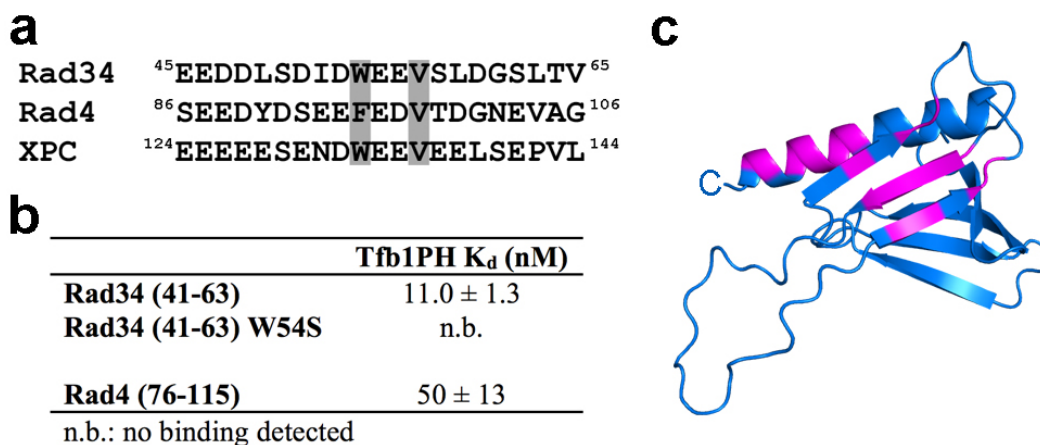 a
Rad34 45EEDDLSDIDWEEVSLDGSLTV65
Rad4 86SEEDYDSEEFEDVTDGNEVAG106
XPC 124EEEEESENDWEEVEELSEPVL144
b
Tfb1PH Kd (nM)
Rad34 (41-63) 11.0 ± 1.3
Rad34 (41-63) W54S n.b.
Rad4 (76-115) 50 ± 13
n.b.: no binding detected
c
C